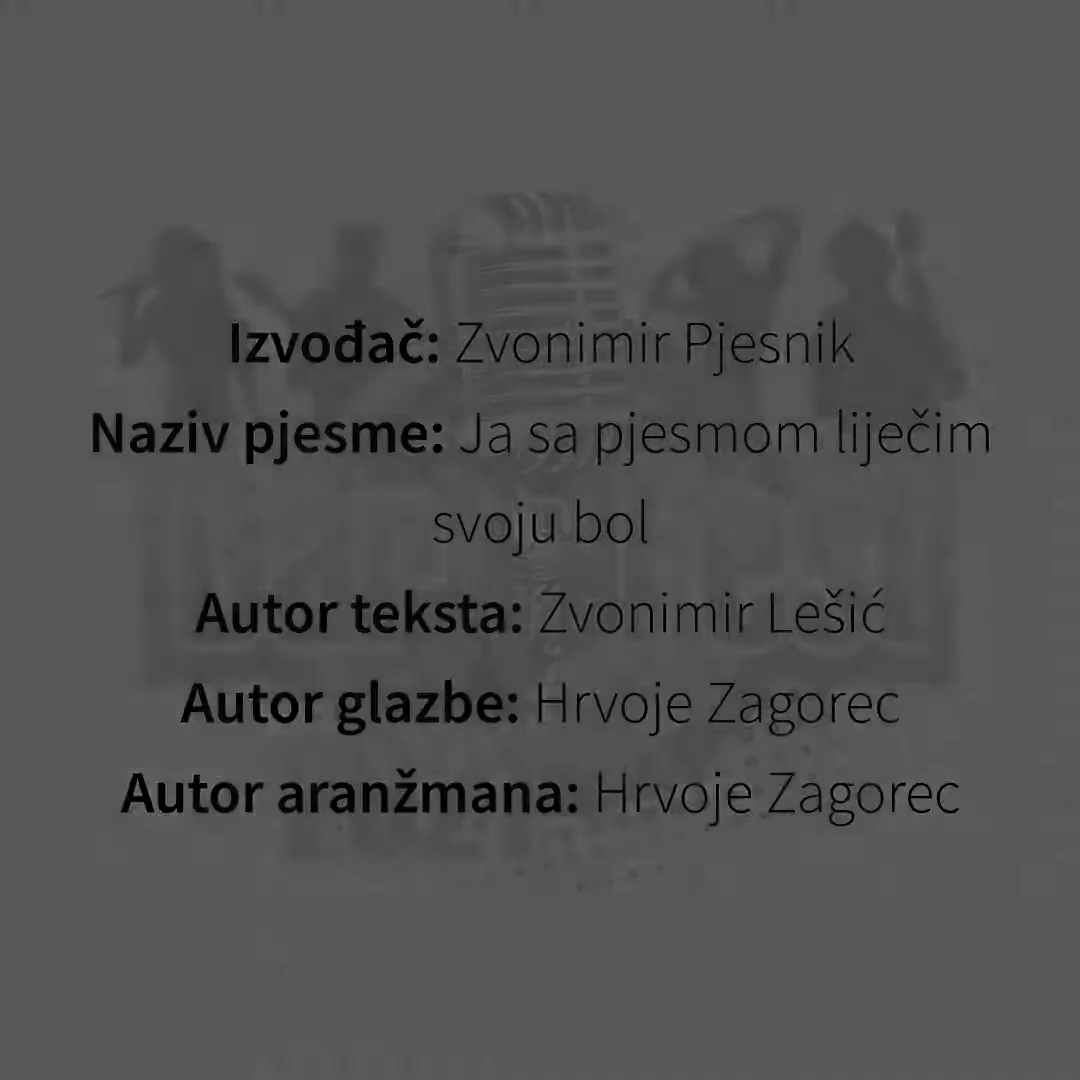 Izvođač: Zvonimir Pjesnik
Naziv pjesme: Ja sa pjesmom liječim
svoju bol
Autor teksta: Zvonimir Lešić
Autor glazbe: Hrvoje Zagorec
Autor aranžmana: Hrvoje Zagorec